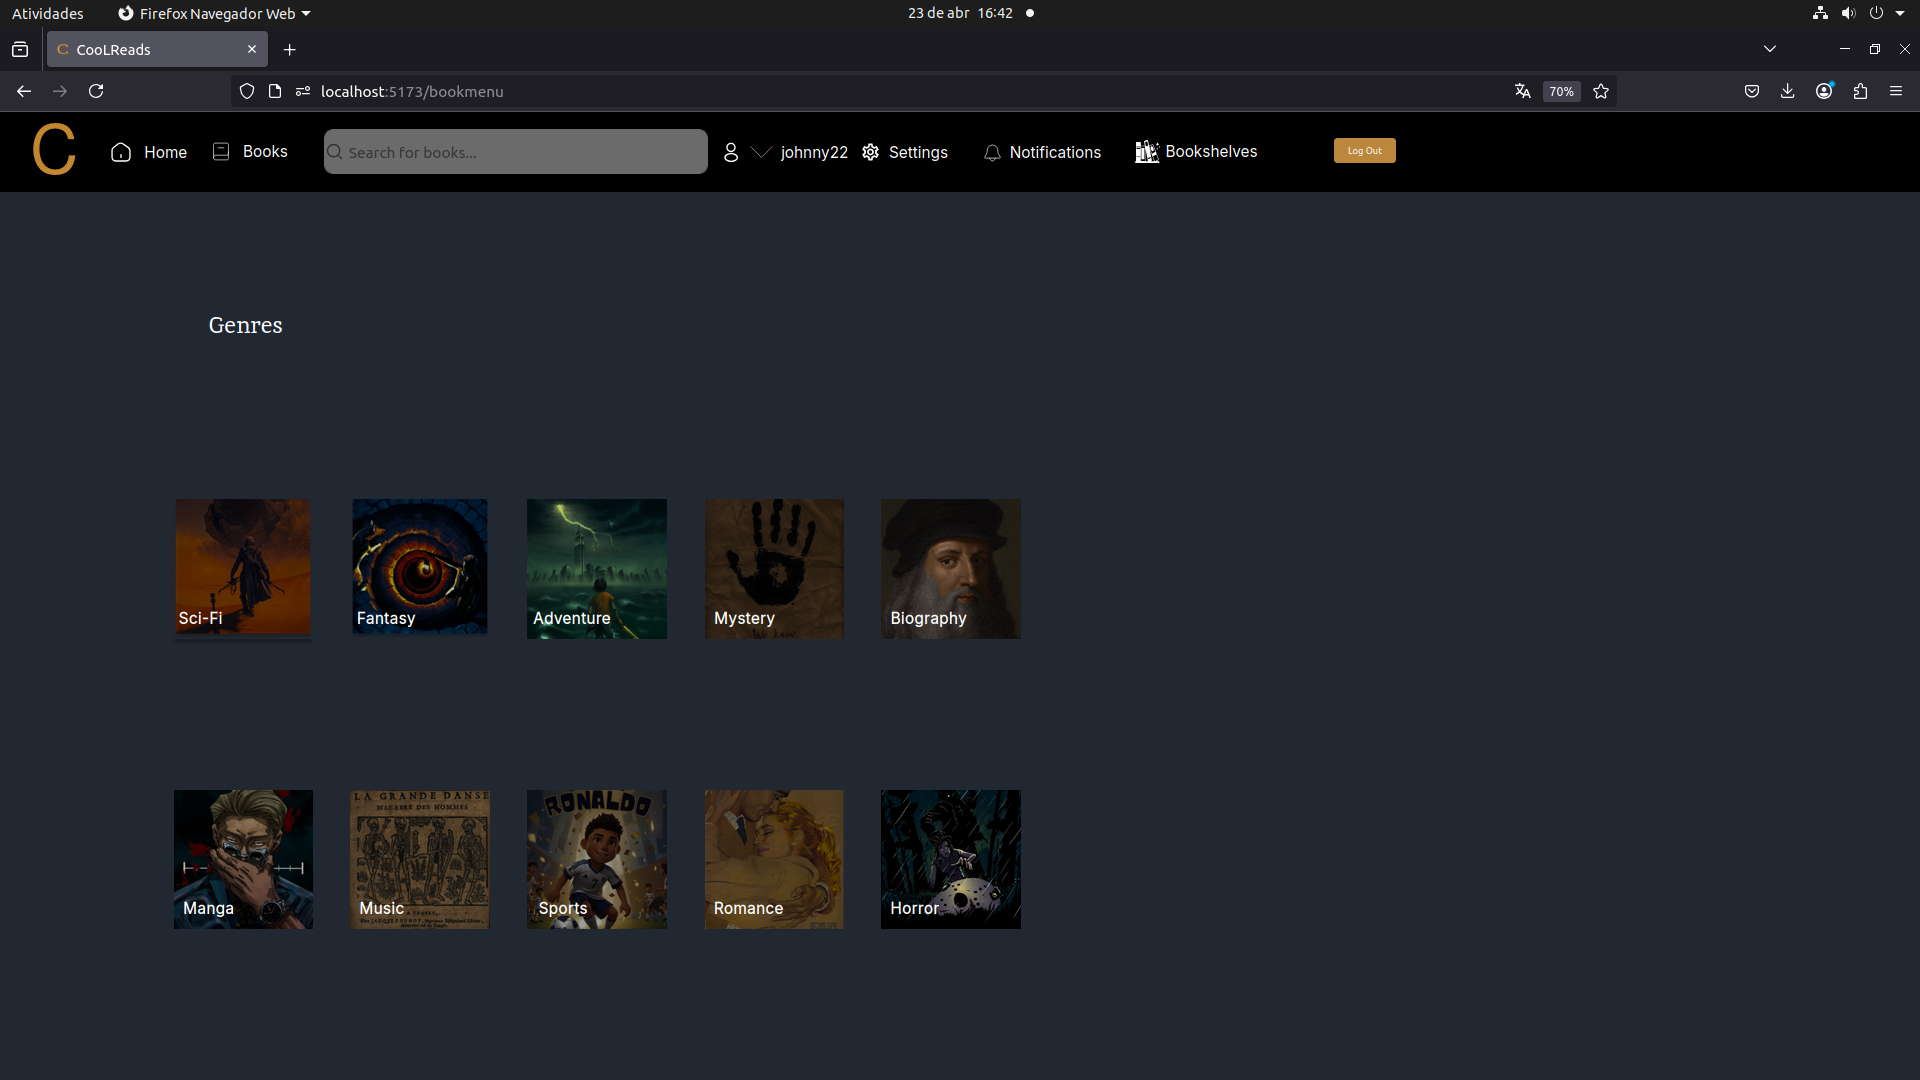 Atividades Firefox Navegador Web 23 de abr 16:42
C CooLReads
localhost:5173/bookmenu 70%
C Home Books Search for books... johnny22 Settings Notifications Bookshelves Log Out
Genres
Sci-Fi Fantasy Adventure Mystery Biography
LA GRANDE DANSE
MACABRE DES HOMMES
RONALDO
7
Manga Music Sports Romance Horror